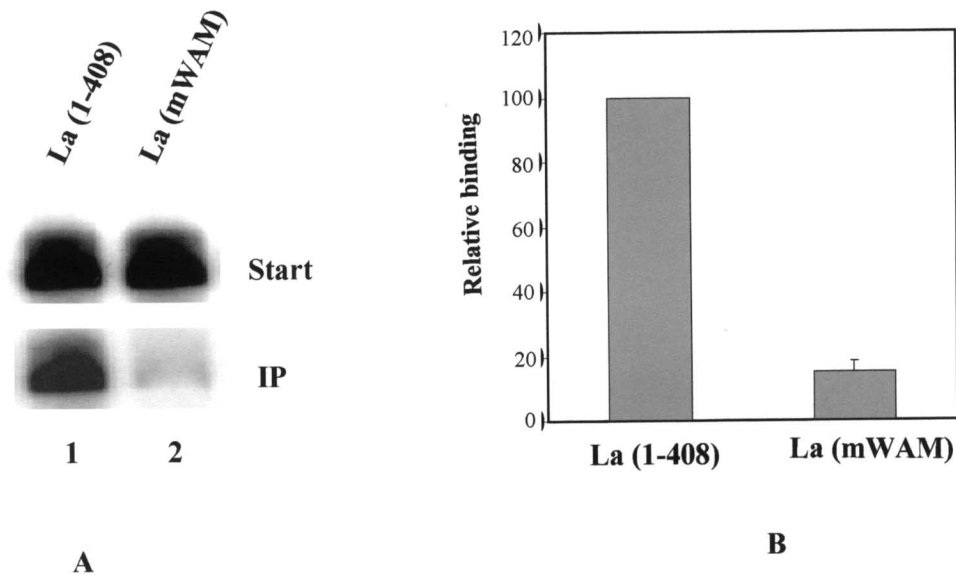 La (1-408)
La (mWAM)
Start
IP
1 2
A
Relative binding
120
100
80
60
40
20
0
La (1-408) La (mWAM)
B